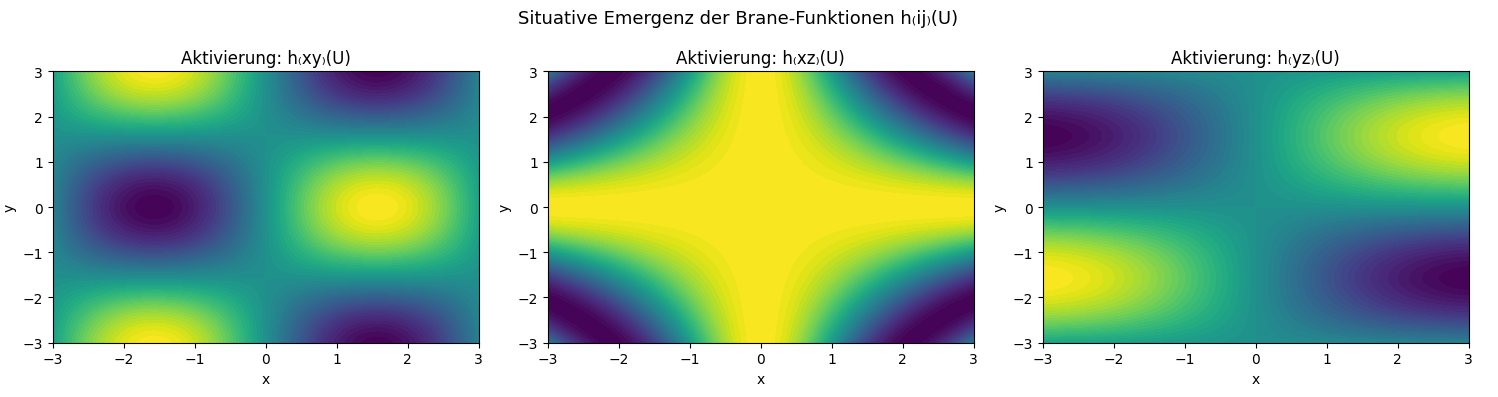 Situative Emergenz der Brane-Funktionen h₍ij₎(U)
Aktivierung: h₍xy₎(U)
3
2
1
0
−1
−2
−3
y
−3 −2 −1 0 1 2 3
x
Aktivierung: h₍xz₎(U)
3
2
1
0
−1
−2
−3
y
−3 −2 −1 0 1 2 3
x
Aktivierung: h₍yz₎(U)
3
2
1
0
−1
−2
−3
y
−3 −2 −1 0 1 2 3
x